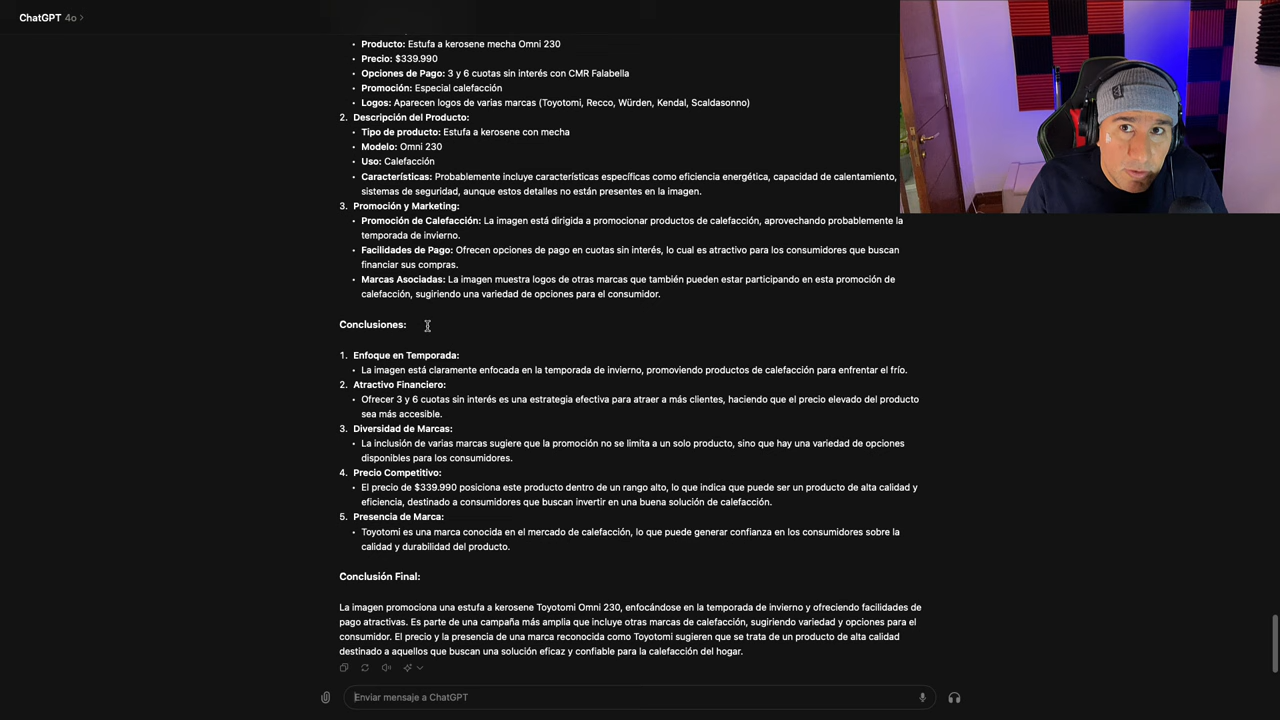 ChatGPT 4o >
• Producto: Estufa a kerosene mecha Omni 230
• Precio: $339.990
• Opciones de Pago: 3 y 6 cuotas sin interés con CMR Falabella
• Promoción: Especial calefacción
• Logos: Aparecen logos de varias marcas (Toyotomi, Recco, Würden, Kendal, Scaldasonno)
2. Descripción del Producto:
• Tipo de producto: Estufa a kerosene con mecha
• Modelo: Omni 230
• Uso: Calefacción
• Características: Probablemente incluye características específicas como eficiencia energética, capacidad de calentamiento,
sistemas de seguridad, aunque estos detalles no están presentes en la imagen.
3. Promoción y Marketing:
• Promoción de Calefacción: La imagen está dirigida a promocionar productos de calefacción, aprovechando probablemente la
temporada de invierno.
• Facilidades de Pago: Ofrecen opciones de pago en cuotas sin interés, lo cual es atractivo para los consumidores que buscan
financiar sus compras.
• Marcas Asociadas: La imagen muestra logos de otras marcas que también pueden estar participando en esta promoción de
calefacción, sugiriendo una variedad de opciones para el consumidor.
Conclusiones:
1. Enfoque en Temporada:
• La imagen está claramente enfocada en la temporada de invierno, promoviendo productos de calefacción para enfrentar el frío.
2. Atractivo Financiero:
• Ofrecer 3 y 6 cuotas sin interés es una estrategia efectiva para atraer a más clientes, haciendo que el precio elevado del producto
sea más accesible.
3. Diversidad de Marcas:
• La inclusión de varias marcas sugiere que la promoción no se limita a un solo producto, sino que hay una variedad de opciones
disponibles para los consumidores.
4. Precio Competitivo:
• El precio de $339.990 posiciona este producto dentro de un rango alto, lo que indica que puede ser un producto de alta calidad y
eficiencia, destinado a consumidores que buscan invertir en una buena solución de calefacción.
5. Presencia de Marca:
• Toyotomi es una marca conocida en el mercado de calefacción, lo que puede generar confianza en los consumidores sobre la
calidad y durabilidad del producto.
Conclusión Final:
La imagen promociona una estufa a kerosene Toyotomi Omni 230, enfocándose en la temporada de invierno y ofreciendo facilidades de
pago atractivas. Es parte de una campaña más amplia que incluye otras marcas de calefacción, sugiriendo variedad y opciones para el
consumidor. El precio y la presencia de una marca reconocida como Toyotomi sugieren que se trata de un producto de alta calidad
destinado a aquellos que buscan una solución eficaz y confiable para la calefacción del hogar.
Enviar mensaje a ChatGPT